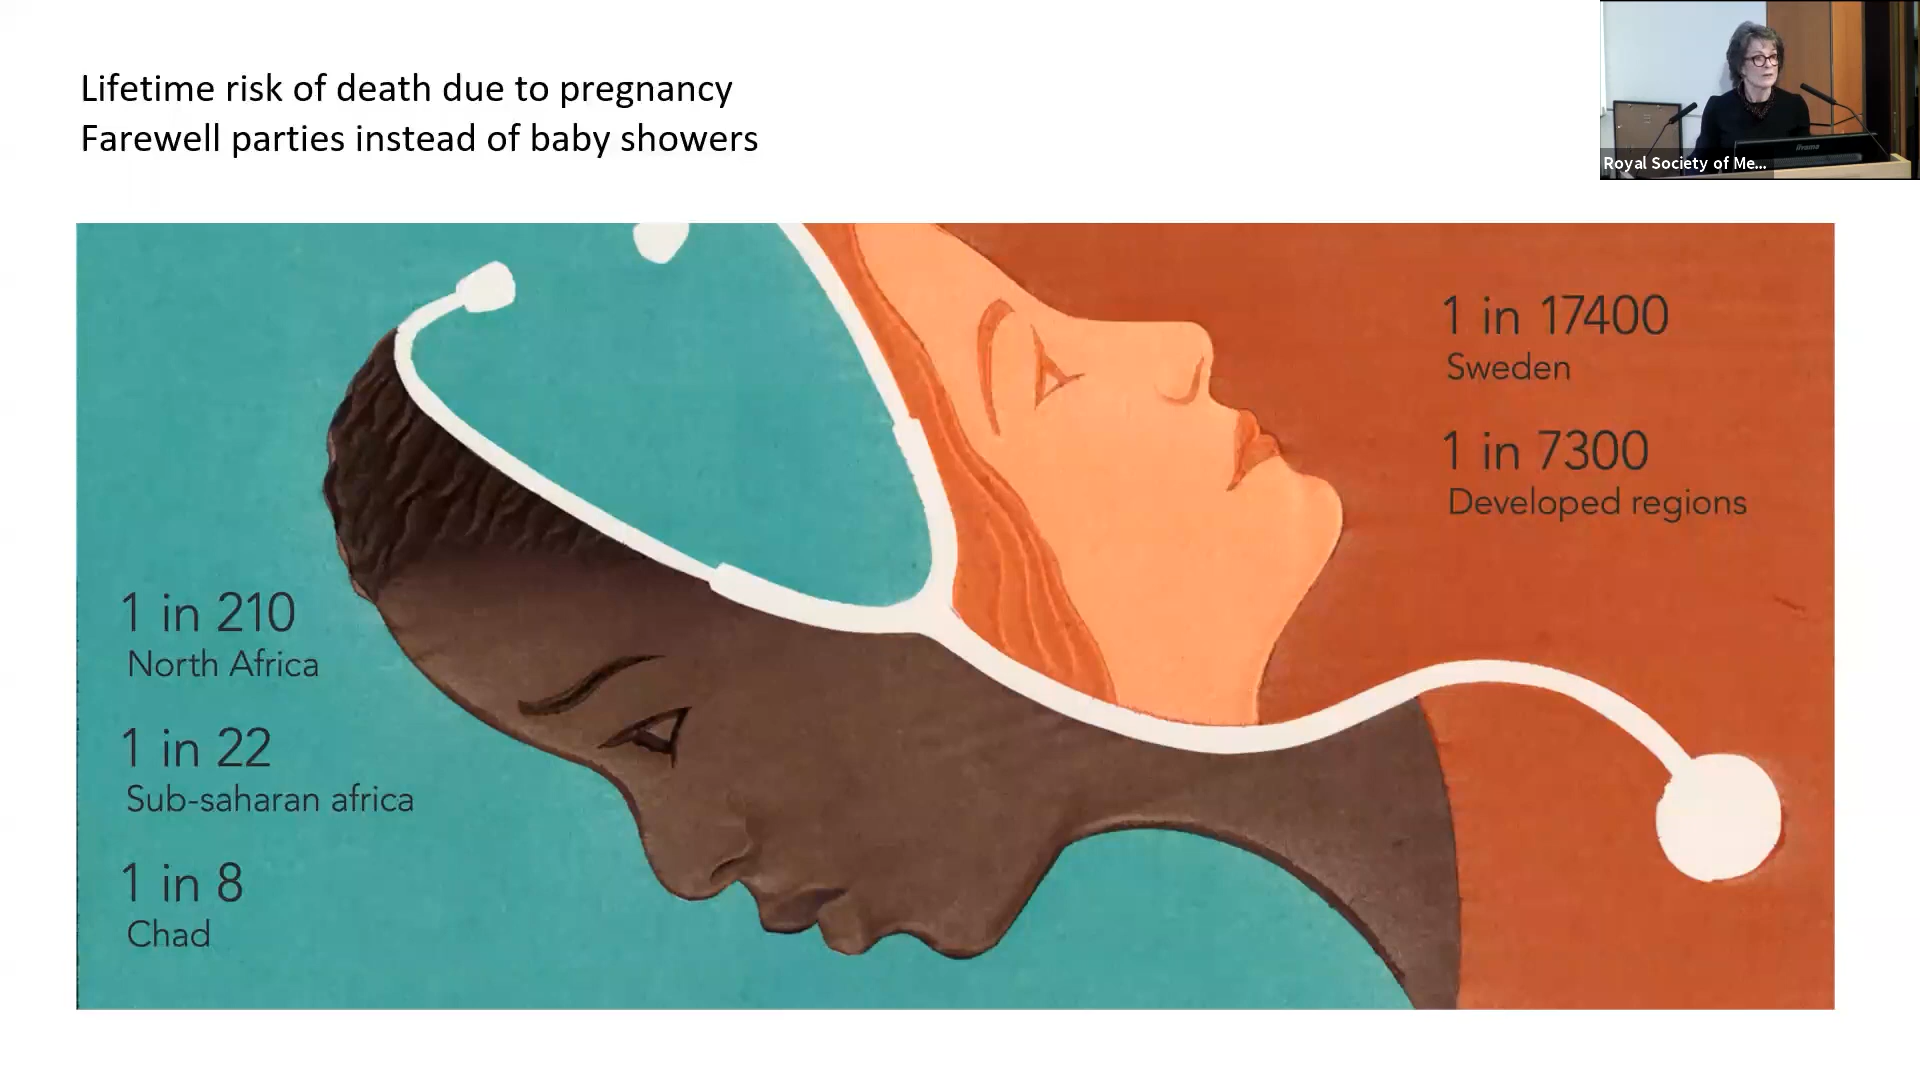 Lifetime risk of death due to pregnancy
Farewell parties instead of baby showers
Royal Society of Me...
1 in 17400
Sweden
1 in 7300
Developed regions
1 in 210
North Africa
1 in 22
Sub-saharan africa
1 in 8
Chad
iiyama